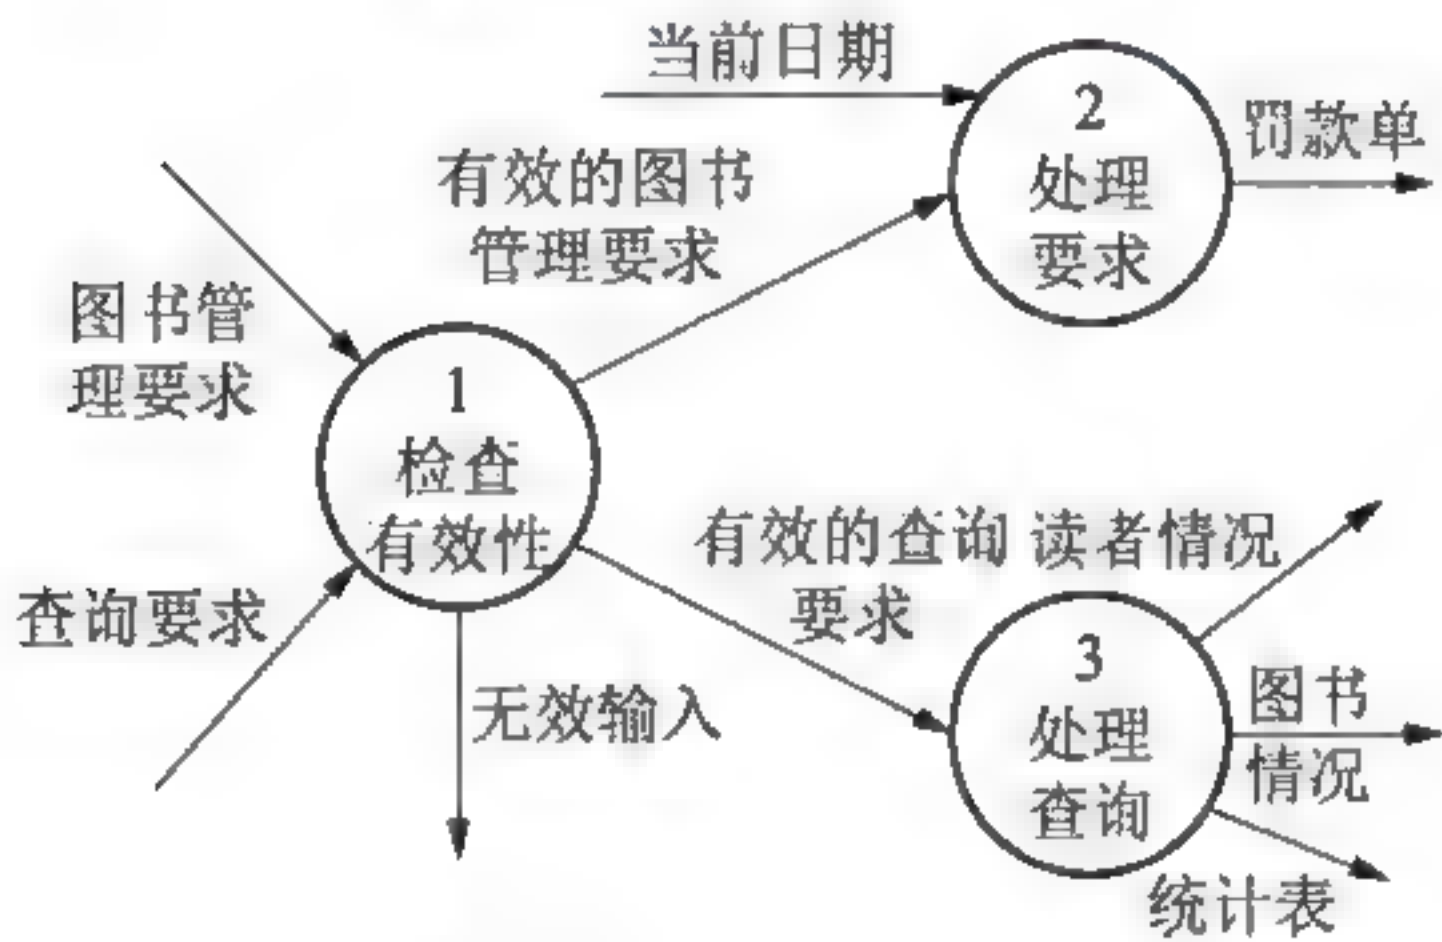 当前日期
2
处理
要求
罚款单
有效的图书
管理要求
图书管
理要求
1
检查
有效性
查询要求
无效输入
有效的查询
要求
读者情况
3
处理
查询
图书
情况
统计表